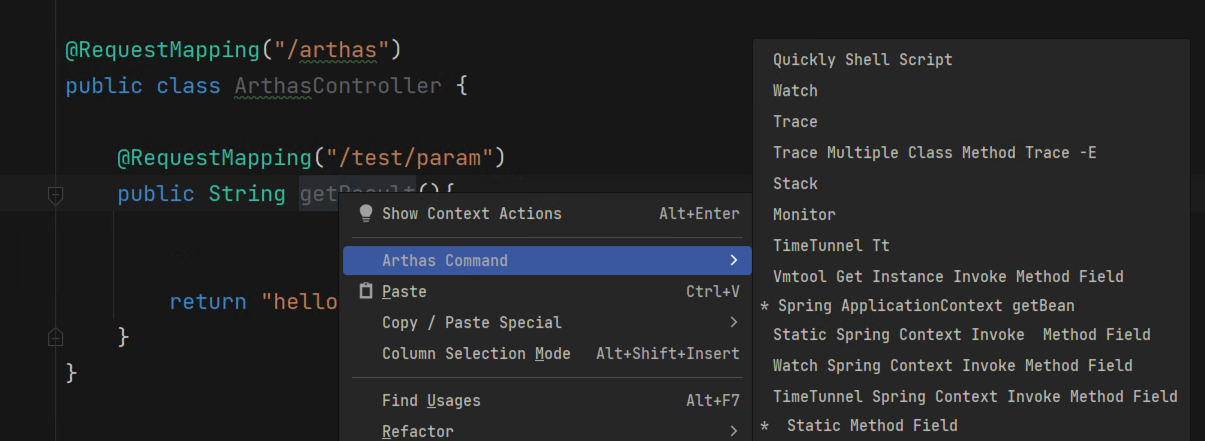 @RequestMapping("/arthas")
public class ArthasController {
@RequestMapping("/test/param")
public String getResult(){
return "hello
}
}
Show Context Actions Alt+Enter
Arthas Command
Paste Ctrl+V
Copy / Paste Special
Column Selection Mode Alt+Shift+Insert
Find Usages Alt+F7
Refactor
Quickly Shell Script
Watch
Trace
Trace Multiple Class Method Trace -E
Stack
Monitor
TimeTunnel Tt
Vmtool Get Instance Invoke Method Field
* Spring ApplicationContext getBean
Static Spring Context Invoke  Method Field
Watch Spring Context Invoke Method Field
TimeTunnel Spring Context Invoke Method Field
*  Static Method Field